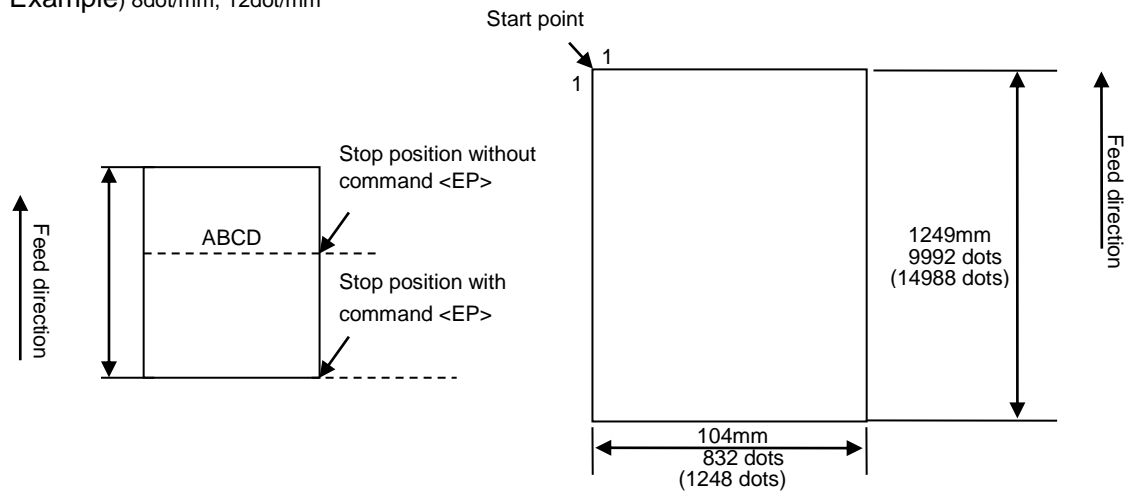 Example) 8dot/mm, 12dot/mm
Start point
1
1
Stop position without
command <EP>
ABCD
Stop position with
command <EP>
Feed direction
1249mm
9992 dots
(14988 dots)
Feed direction
104mm
832 dots
(1248 dots)